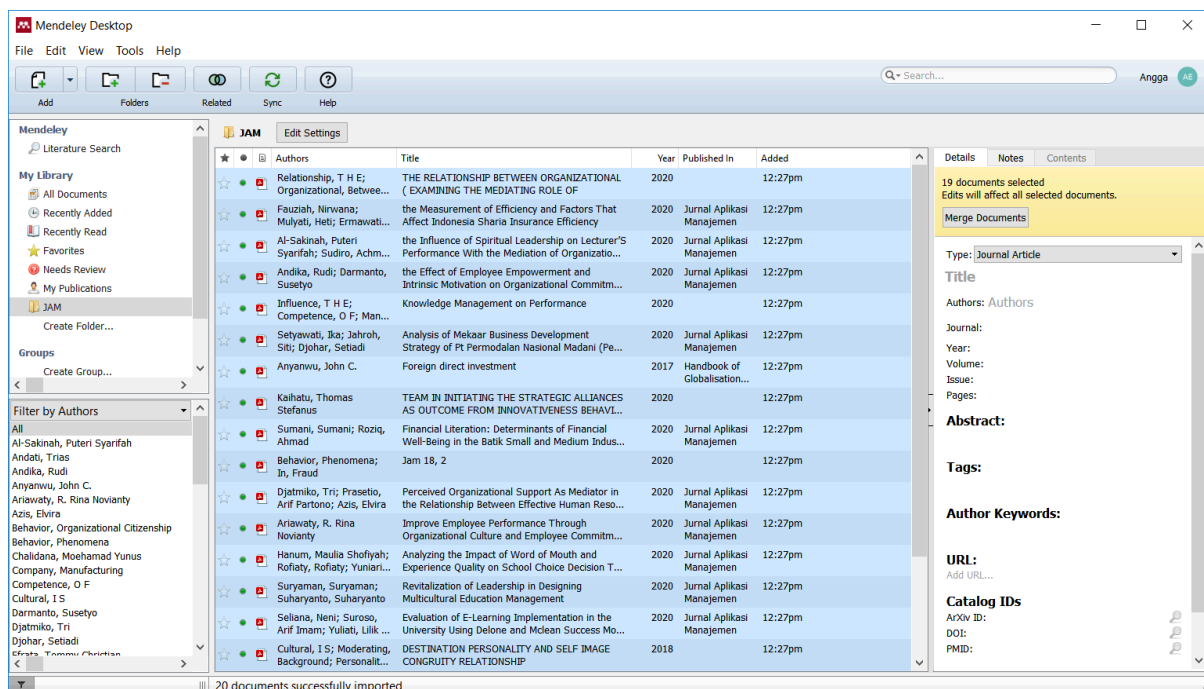 Mendeley Desktop
File Edit View Tools Help
Search...
Angga AE
Add Folders Related Sync Help
Mendeley
Literature Search
My Library
All Documents
Recently Added
Recently Read
Favorites
Needs Review
My Publications
JAM
Create Folder...
Groups
Create Group...
Filter by Authors
All
Al-Sakinah, Puteri Syarifah
Andati, Trias
Andika, Rudi
Anyanwu, John C.
Ariawaty, R. Rina Novianty
Azis, Elvira
Behavior, Organizational Citizenship
Behavior, Phenomena
Chalidana, Moehamad Yunus
Company, Manufacturing
Competence, O F
Cultural, I S
Darmanto, Susetyo
Djatmiko, Tri
Djohar, Setiadi
Efrata, Tommy Christian
JAM Edit Settings
Authors Title Year Published In Added
Relationship, T H E; THE RELATIONSHIP BETWEEN ORGANIZATIONAL 2020 12:27pm
Organizational, Betwee... ( EXAMINING THE MEDIATING ROLE OF
Fauziah, Nirwana; the Measurement of Efficiency and Factors That 2020 Jurnal Aplikasi 12:27pm
Mulyati, Heti; Ermawati... Affect Indonesia Sharia Insurance Efficiency Manajemen
Al-Sakinah, Puteri the Influence of Spiritual Leadership on Lecturer'S 2020 Jurnal Aplikasi 12:27pm
Syarifah; Sudiro, Achm... Performance With the Mediation of Organizatio... Manajemen
Andika, Rudi; Darmanto, the Effect of Employee Empowerment and 2020 Jurnal Aplikasi 12:27pm
Susetyo Intrinsic Motivation on Organizational Commitm... Manajemen
Influence, T H E; Knowledge Management on Performance 2020 12:27pm
Competence, O F; Man...
Setyawati, Ika; Jahroh, Analysis of Mekaar Business Development 2020 Jurnal Aplikasi 12:27pm
Siti; Djohar, Setiadi Strategy of Pt Permodalan Nasional Madani (Pe... Manajemen
Anyanwu, John C. Foreign direct investment 2017 Handbook of 12:27pm
Globalisation...
Kaihatu, Thomas TEAM IN INITIATING THE STRATEGIC ALLIANCES 2020 12:27pm
Stefanus AS OUTCOME FROM INNOVATIVENESS BEHAVI...
Sumani, Sumani; Roziq, Financial Literation: Determinants of Financial 2020 Jurnal Aplikasi 12:27pm
Ahmad Well-Being in the Batik Small and Medium Indus... Manajemen
Behavior, Phenomena; Jam 18, 2 2020 12:27pm
In, Fraud
Djatmiko, Tri; Prasetio, Perceived Organizational Support As Mediator in 2020 Jurnal Aplikasi 12:27pm
Arif Partono; Azis, Elvira the Relationship Between Effective Human Reso... Manajemen
Ariawaty, R. Rina Improve Employee Performance Through 2020 Jurnal Aplikasi 12:27pm
Novianty Organizational Culture and Employee Commitm... Manajemen
Hanum, Maulia Shofiyah; Analyzing the Impact of Word of Mouth and 2020 Jurnal Aplikasi 12:27pm
Rofiaty, Rofiaty; Yuniari... Experience Quality on School Choice Decision T... Manajemen
Suryaman, Suryaman; Revitalization of Leadership in Designing 2020 Jurnal Aplikasi 12:27pm
Suharyanto, Suharyanto Multicultural Education Management Manajemen
Seliana, Neni; Suroso, Evaluation of E-Learning Implementation in the 2020 Jurnal Aplikasi 12:27pm
Arif Imam; Yuliati, Lilik ... University Using Delone and Mclean Success Mo... Manajemen
Cultural, I S; Moderating, DESTINATION PERSONALITY AND SELF IMAGE 2018 12:27pm
Background; Personalit... CONGRUITY RELATIONSHIP
20 documents successfully imported
Details Notes Contents
19 documents selected
Edits will affect all selected documents.
Merge Documents
Type: Journal Article
Title
Authors: Authors
Journal:
Year:
Volume:
Issue:
Pages:
Abstract:
Tags:
Author Keywords:
URL:
Add URL...
Catalog IDs
ArXiv ID:
DOI:
PMID: